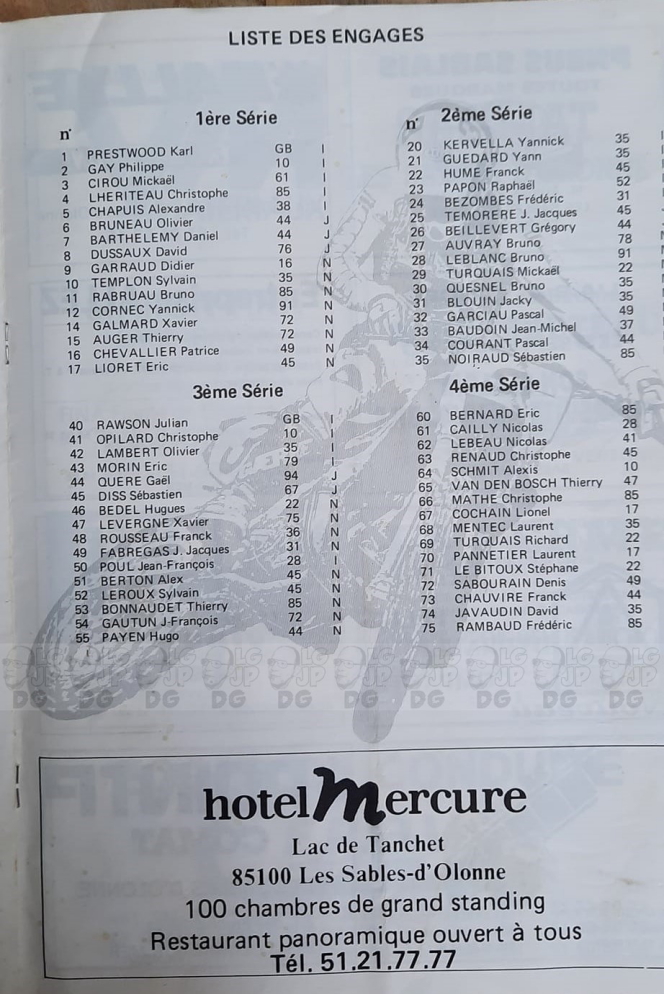 LISTE DES ENGAGES
1ère Série
n°
1 PRESTWOOD Karl GB I
2 GAY Philippe 10 I
3 CIROU Mickaël 61 I
4 LHERITEAU Christophe 85 I
5 CHAPUIS Alexandre 38 I
6 BRUNEAU Olivier 44 J
7 BARTHELEMY Daniel 44 J
8 DUSSAUX David 76 J
9 GARRAUD Didier 16 N
10 TEMPLON Sylvain 35 N
11 RABRUAU Bruno 85 N
12 CORNEC Yannick 91 N
14 GALMARD Xavier 72 N
15 AUGER Thierry 72 N
16 CHEVALLIER Patrice 49 N
17 LIORET Eric 45 N
2ème Série
n°
20 KERVELLA Yannick 35
21 GUEDARD Yann 35
22 HUME Franck 45
23 PAPON Raphaël 52
24 BEZOMBES Frédéric 31
25 TEMORERE J. Jacques 45
26 BEILLEVERT Grégory 44
27 AUVRAY Bruno 78
28 LEBLANC Bruno 91
29 TURQUAIS Mickaël 22
30 QUESNEL Bruno 35
31 BLOUIN Jacky 35
32 GARCIAU Pascal 49
33 BAUDOIN Jean-Michel 37
34 COURANT Pascal 44
35 NOIRAUD Sébastien 85
3ème Série
40 RAWSON Julian GB I
41 OPILARD Christophe 10 I
42 LAMBERT Olivier 35 I
43 MORIN Eric 79 I
44 QUERE Gaël 94 J
45 DISS Sébastien 67 J
46 BEDEL Hugues 22 N
47 LEVERGNE Xavier 75 N
48 ROUSSEAU Franck 36 N
49 FABREGAS J. Jacques 31 N
50 POUL Jean-François 28 I
51 BERTON Alex 45 N
52 LEROUX Sylvain 45 N
53 BONNAUDET Thierry 85 N
54 GAUTUN J-François 72 N
55 PAYEN Hugo 44 N
4ème Série
60 BERNARD Eric 85
61 CAILLY Nicolas 28
62 LEBEAU Nicolas 41
63 RENAUD Christophe 45
64 SCHMIT Alexis 10
65 VAN DEN BOSCH Thierry 47
66 MATHE Christophe 85
67 COCHAIN Lionel 17
68 MENTEC Laurent 35
69 TURQUAIS Richard 22
70 PANNETIER Laurent 17
71 LE BITOUX Stéphane 22
72 SABOURAIN Denis 49
73 CHAUVIRE Franck 44
74 JAVAUDIN David 35
75 RAMBAUD Frédéric 85
hotel Mercure
Lac de Tanchet
85100 Les Sables-d'Olonne
100 chambres de grand standing
Restaurant panoramique ouvert à tous
Tél. 51.21.77.77